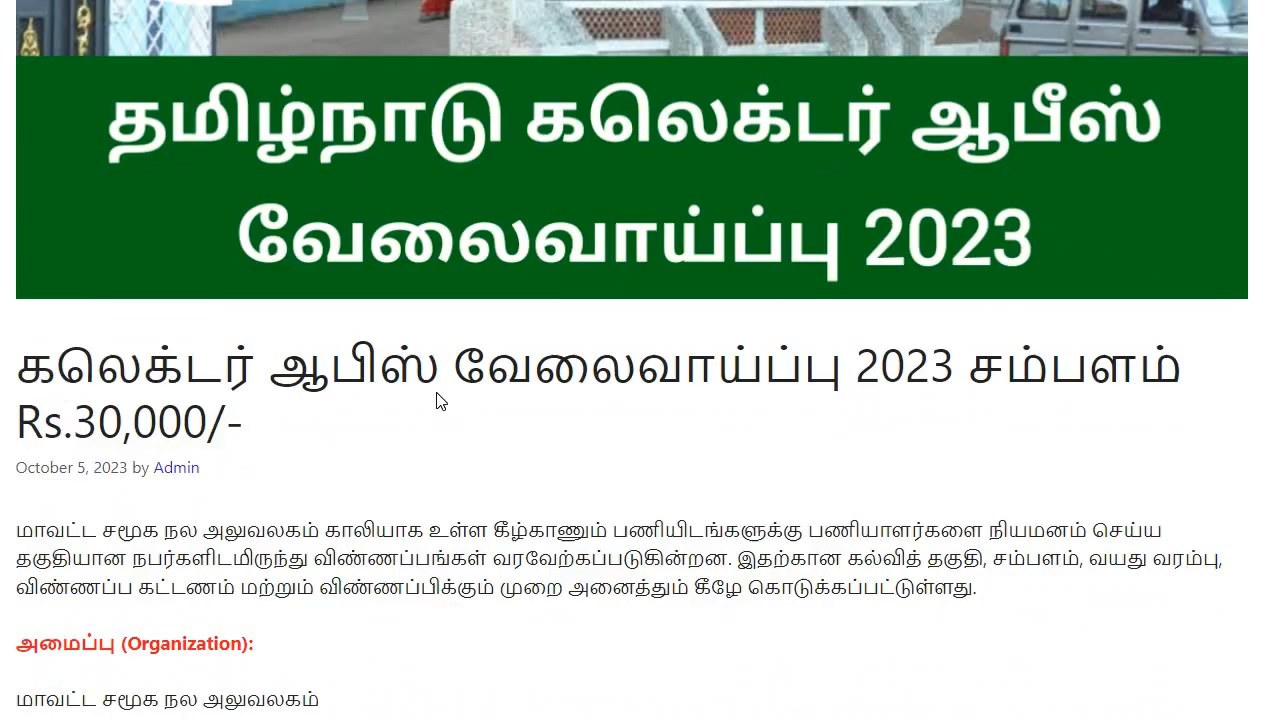 தமிழ்நாடு கலெக்டர் ஆபீஸ்
வேலைவாய்ப்பு 2023
கலெக்டர் ஆபிஸ் வேலைவாய்ப்பு 2023 சம்பளம்
Rs.30,000/-
October 5, 2023 by Admin
மாவட்ட சமூக நல அலுவலகம் காலியாக உள்ள கீழ்காணும் பணியிடங்களுக்கு பணியாளர்களை நியமனம் செய்ய
தகுதியான நபர்களிடமிருந்து விண்ணப்பங்கள் வரவேற்கப்படுகின்றன. இதற்கான கல்வித் தகுதி, சம்பளம், வயது வரம்பு,
விண்ணப்ப கட்டணம் மற்றும் விண்ணப்பிக்கும் முறை அனைத்தும் கீழே கொடுக்கப்பட்டுள்ளது.
அமைப்பு (Organization):
மாவட்ட சமூக நல அலுவலகம்